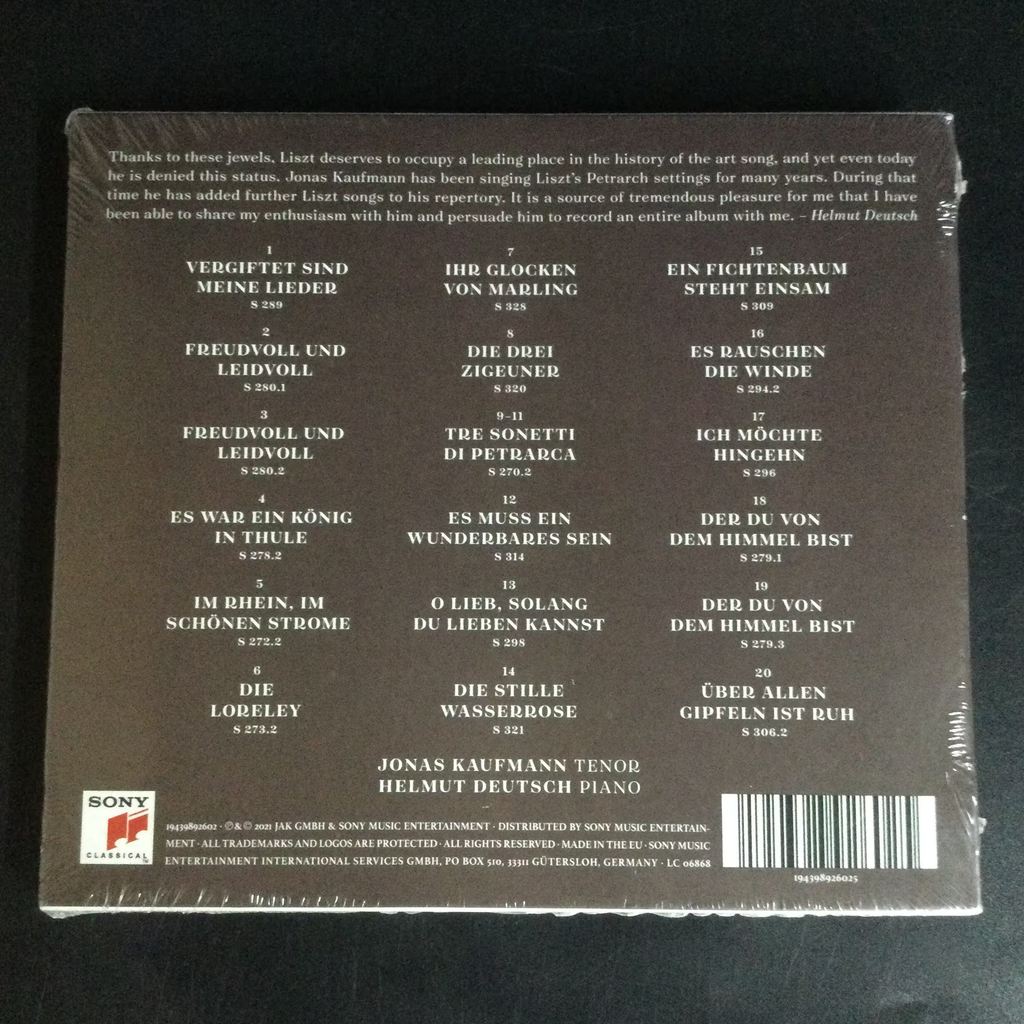 Thanks to these jewels, Liszt deserves to occupy a leading place in the history of the art song, and yet even today
he is denied this status. Jonas Kaufmann has been singing Liszt's Petrarch settings for many years. During that
time he has added further Liszt songs to his repertory. It is a source of tremendous pleasure for me that I have
been able to share my enthusiasm with him and persuade him to record an entire album with me. – Helmut Deutsch
1
VERGIFTET SIND
MEINE LIEDER
S 289
2
FREUDVOLL UND
LEIDVOLL
S 280.1
3
FREUDVOLL UND
LEIDVOLL
S 280.2
4
ES WAR EIN KÖNIG
IN THULE
S 278.2
5
IM RHEIN, IM
SCHÖNEN STROME
S 272.2
6
DIE
LORELEY
S 273.2
7
IHR GLOCKEN
VON MARLING
S 328
8
DIE DREI
ZIGEUNER
S 320
9–11
TRE SONETTI
DI PETRARCA
S 270.2
12
ES MUSS EIN
WUNDERBARES SEIN
S 314
13
O LIEB, SOLANG
DU LIEBEN KANNST
S 298
14
DIE STILLE
WASSERROSE
S 321
15
EIN FICHTENBAUM
STEHT EINSAM
S 309
16
ES RAUSCHEN
DIE WINDE
S 294.2
17
ICH MÖCHTE
HINGEHN
S 296
18
DER DU VON
DEM HIMMEL BIST
S 279.1
19
DER DU VON
DEM HIMMEL BIST
S 279.3
20
ÜBER ALLEN
GIPFELN IST RUH
S 306.2
JONAS KAUFMANN TENOR
HELMUT DEUTSCH PIANO
SONY
CLASSICAL™
19439892602 · ℗ & © 2021 JAK GMBH & SONY MUSIC ENTERTAINMENT · DISTRIBUTED BY SONY MUSIC ENTERTAIN-
MENT · ALL TRADEMARKS AND LOGOS ARE PROTECTED · ALL RIGHTS RESERVED · MADE IN THE EU · SONY MUSIC
ENTERTAINMENT INTERNATIONAL SERVICES GMBH, PO BOX 510, 33311 GÜTERSLOH, GERMANY · LC 06868
194398926025